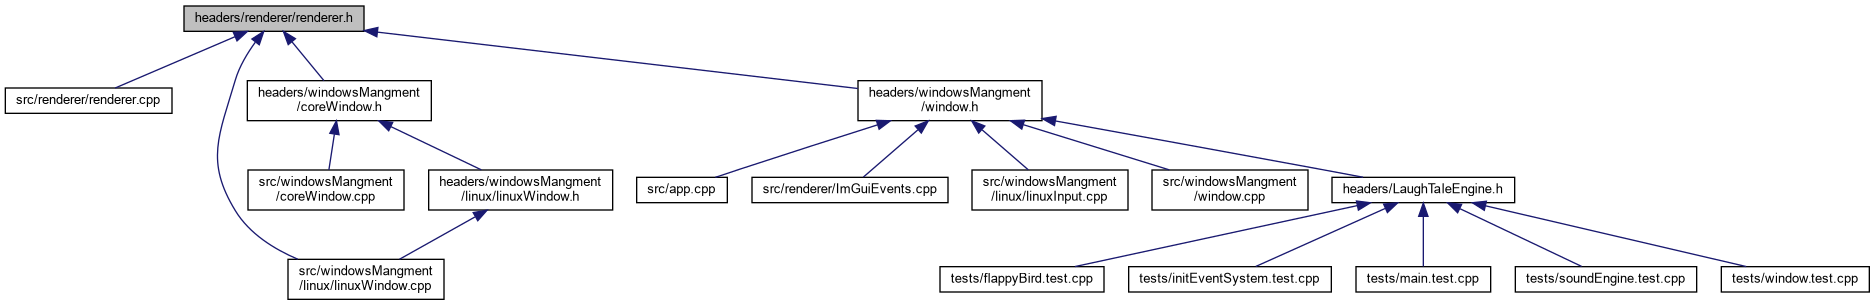 headers/renderer/renderer.h
src/renderer/renderer.cpp
headers/windowsMangment
/coreWindow.h
headers/windowsMangment
/window.h
src/windowsMangment
/coreWindow.cpp
headers/windowsMangment
/linux/linuxWindow.h
src/app.cpp
src/renderer/ImGuiEvents.cpp
src/windowsMangment
/linux/linuxInput.cpp
src/windowsMangment
/window.cpp
headers/LaughTaleEngine.h
src/windowsMangment
/linux/linuxWindow.cpp
tests/flappyBird.test.cpp
tests/initEventSystem.test.cpp
tests/main.test.cpp
tests/soundEngine.test.cpp
tests/window.test.cpp